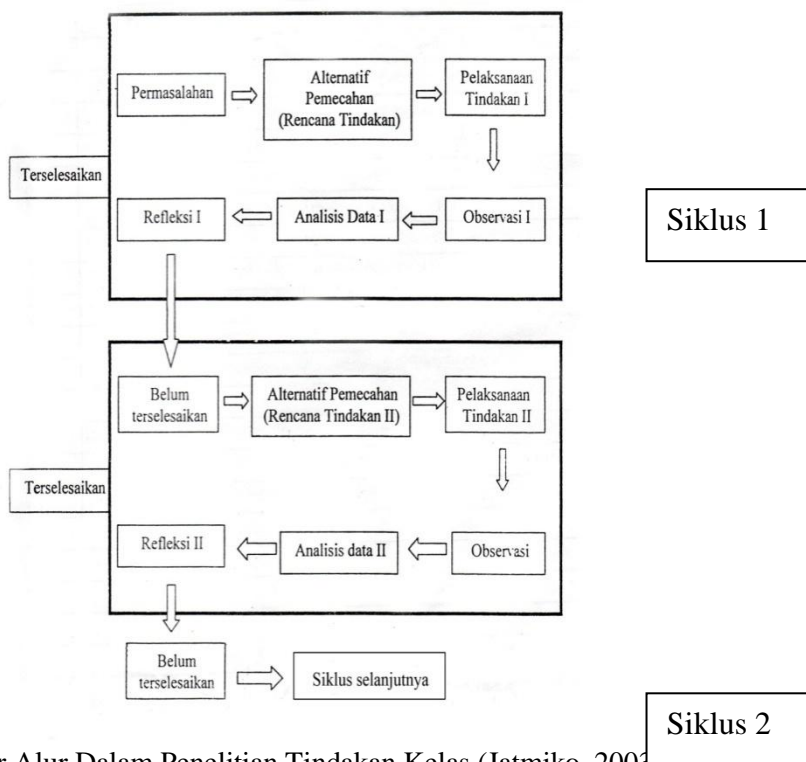 Permasalahan
Alternatif
Pemecahan
(Rencana Tindakan)
Pelaksanaan
Tindakan I
Terselesaikan
Refleksi I
Analisis Data I
Observasi I
Siklus 1
Belum
terselesaikan
Alternatif Pemecahan
(Rencana Tindakan II)
Pelaksanaan
Tindakan II
Terselesaikan
Refleksi II
Analisis data II
Observasi
Belum
terselesaikan
Siklus selanjutnya
Siklus 2
Alur Dalam Penelitian Tindakan Kelas (Jatmiko, 2003